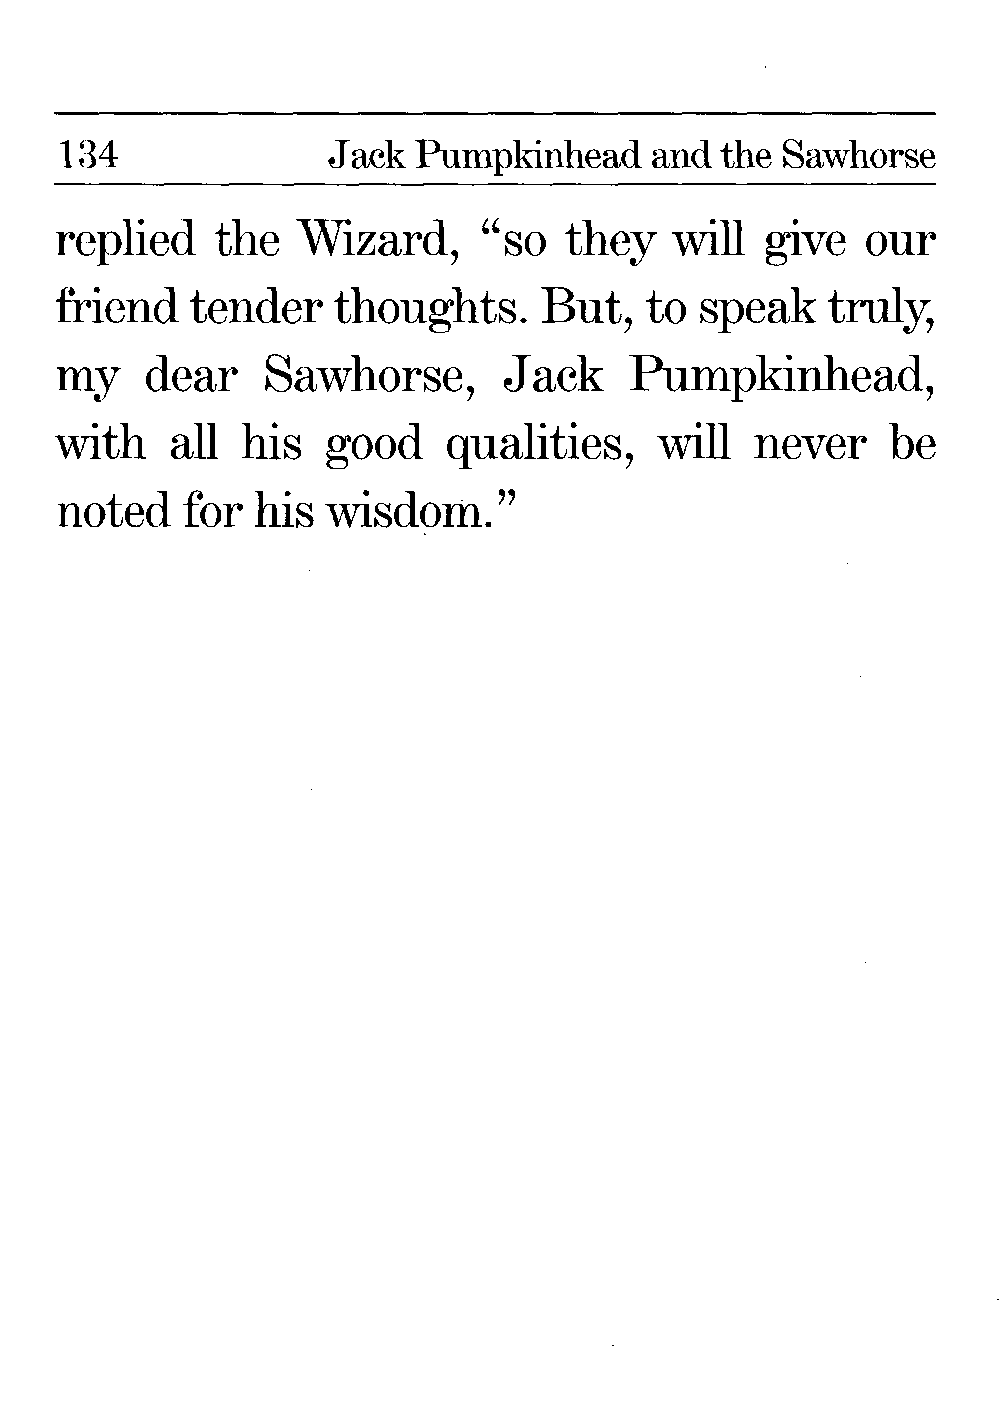 134 Jack Pumpkinhead and the Sawhorse
replied the Wizard, “so they will give our
friend tender thoughts. But, to speak truly,
my dear Sawhorse, Jack Pumpkinhead,
with all his good qualities, will never be
noted for his wisdom.”